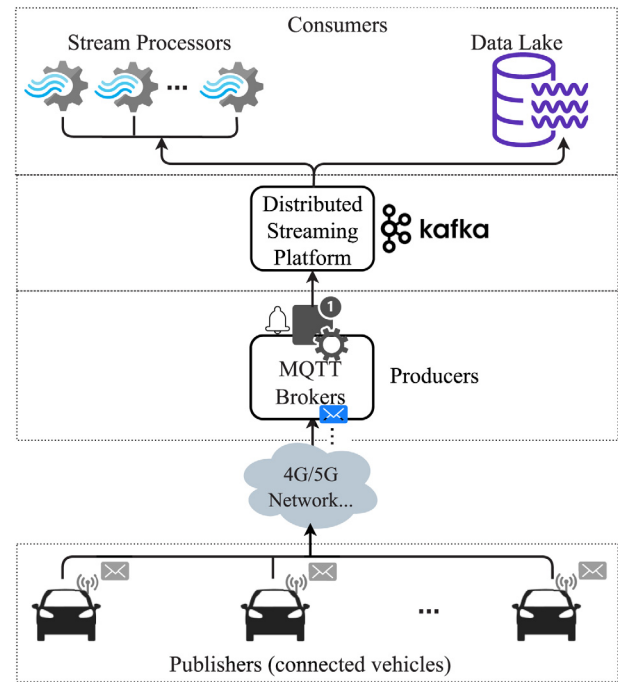 Consumers
Stream Processors
Data Lake
...
Distributed
Streaming
Platform
kafka
1
MQTT
Brokers
Producers
4G/5G
Network...
...
Publishers (connected vehicles)